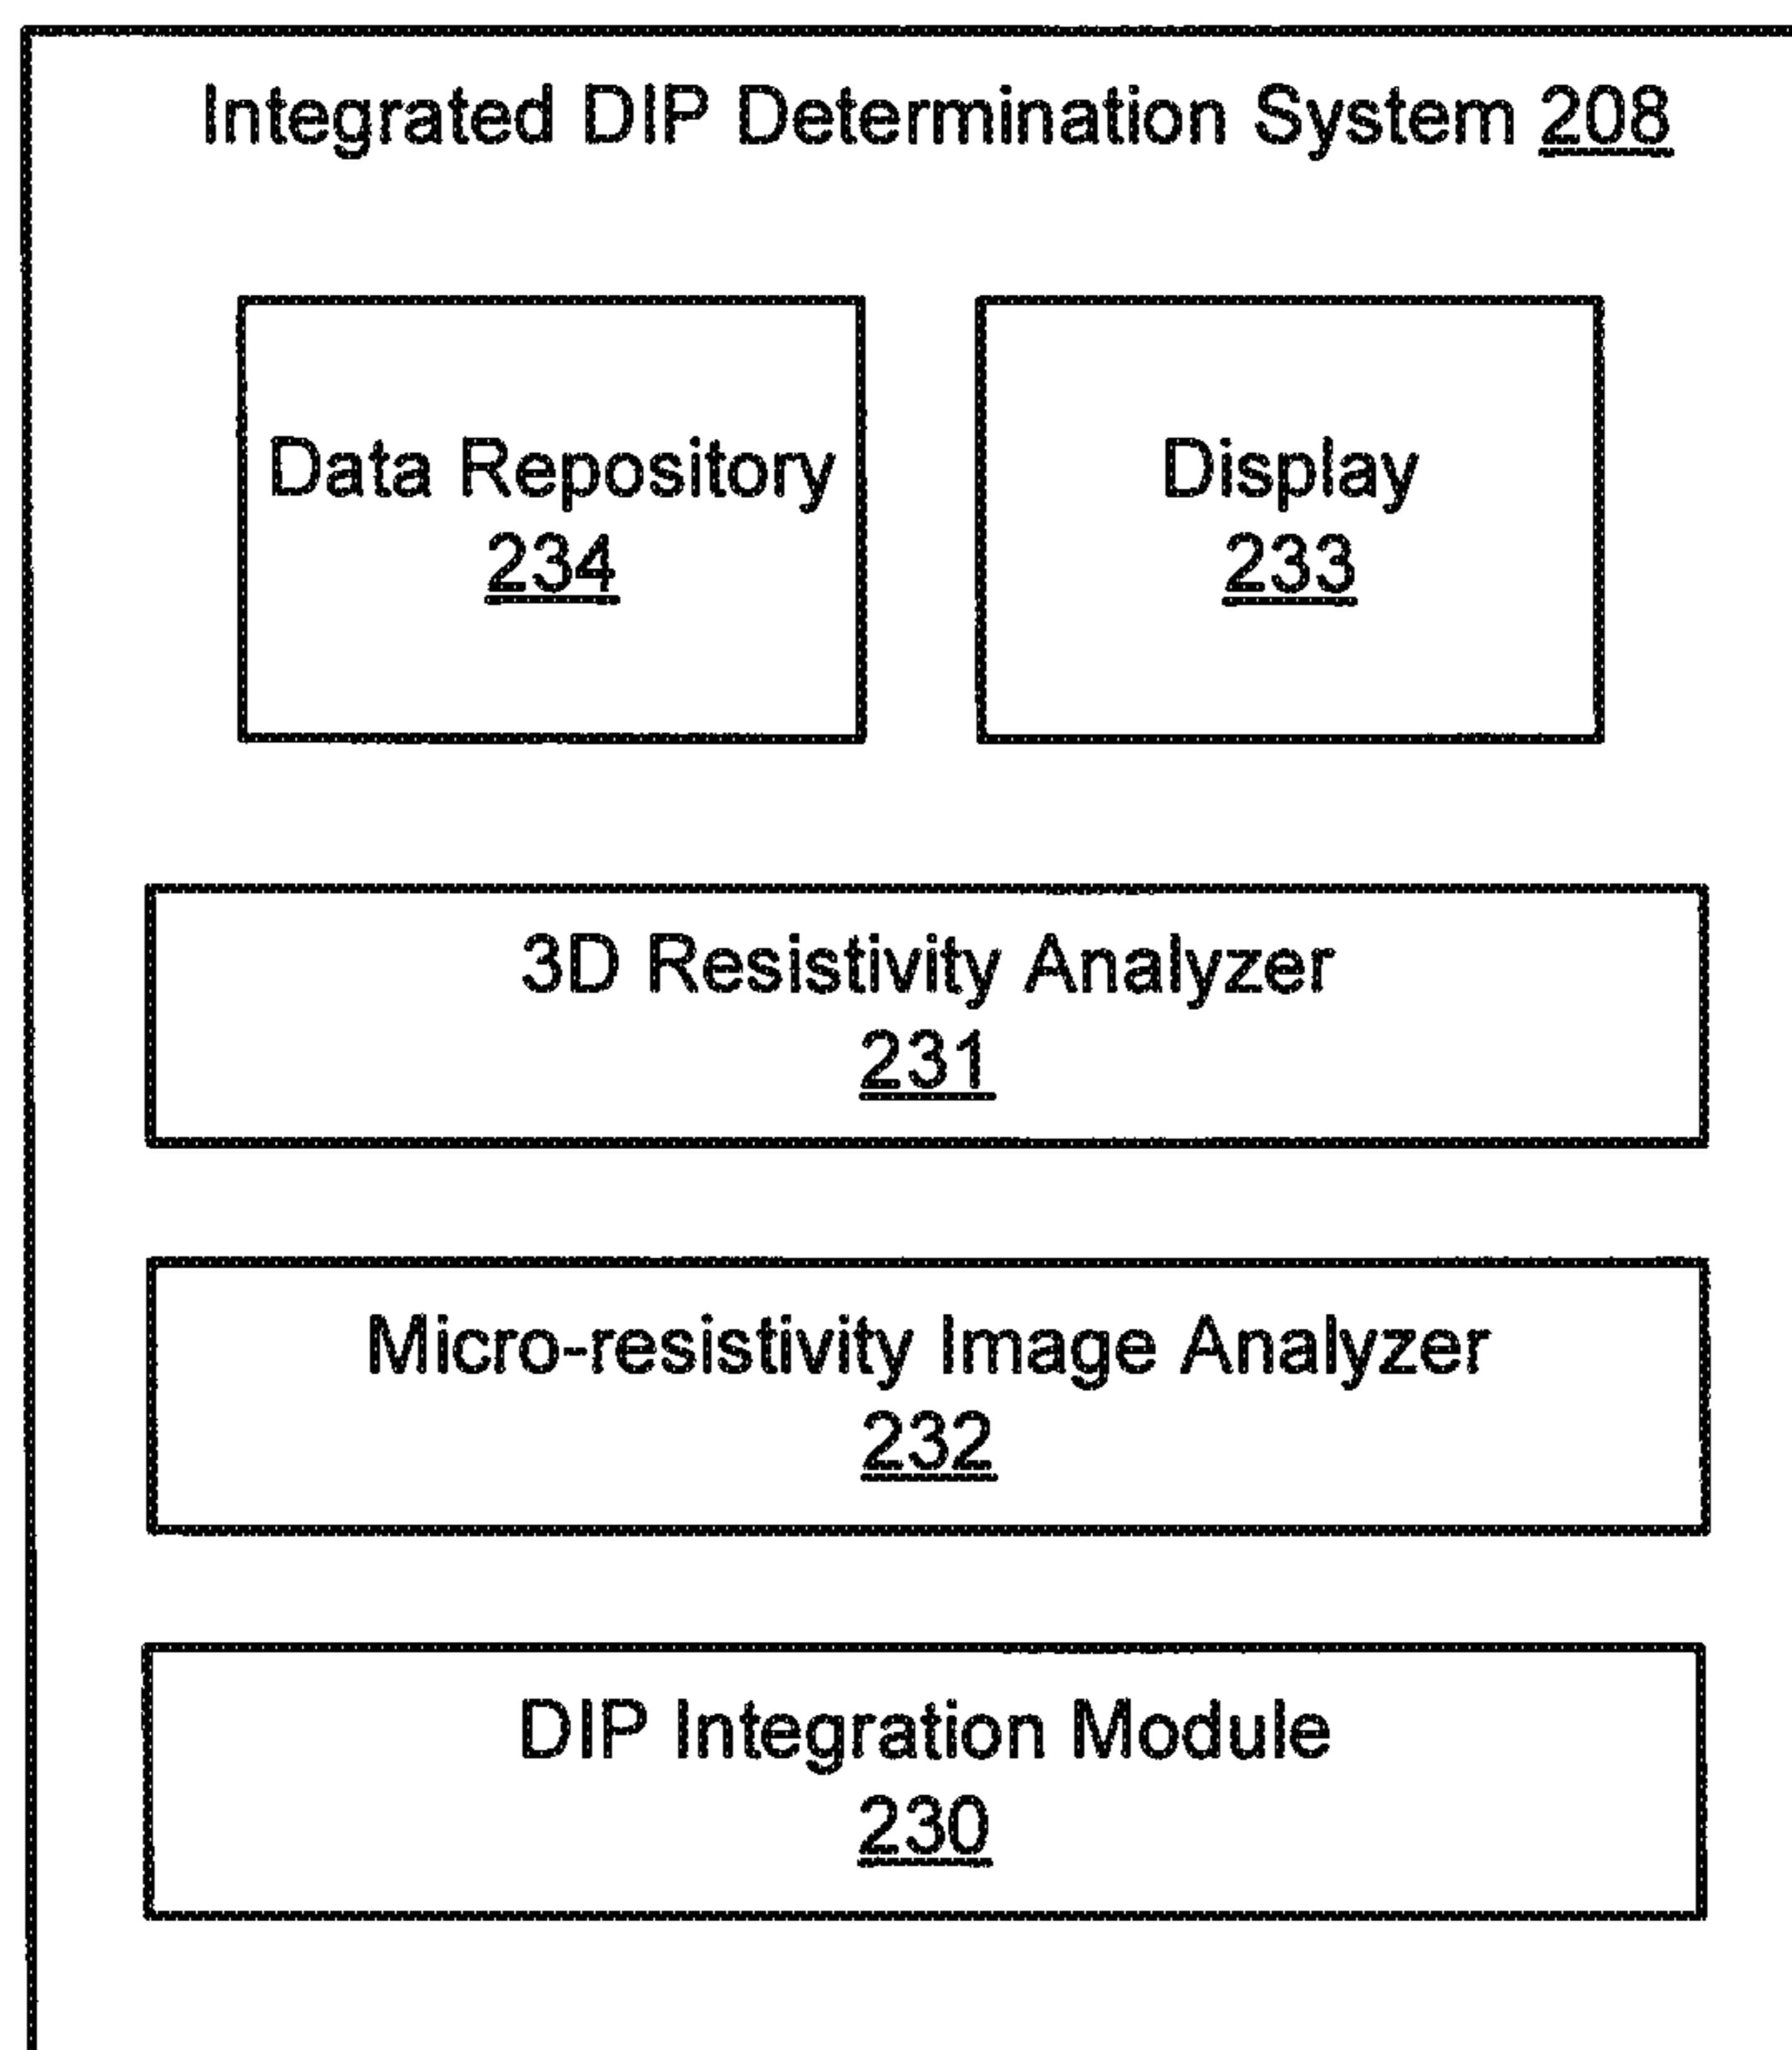 Integrated DIP Determination System 208
Data Repository
234
Display
233
3D Resistivity Analyzer
231
Micro-resistivity Image Analyzer
232
DIP Integration Module
230